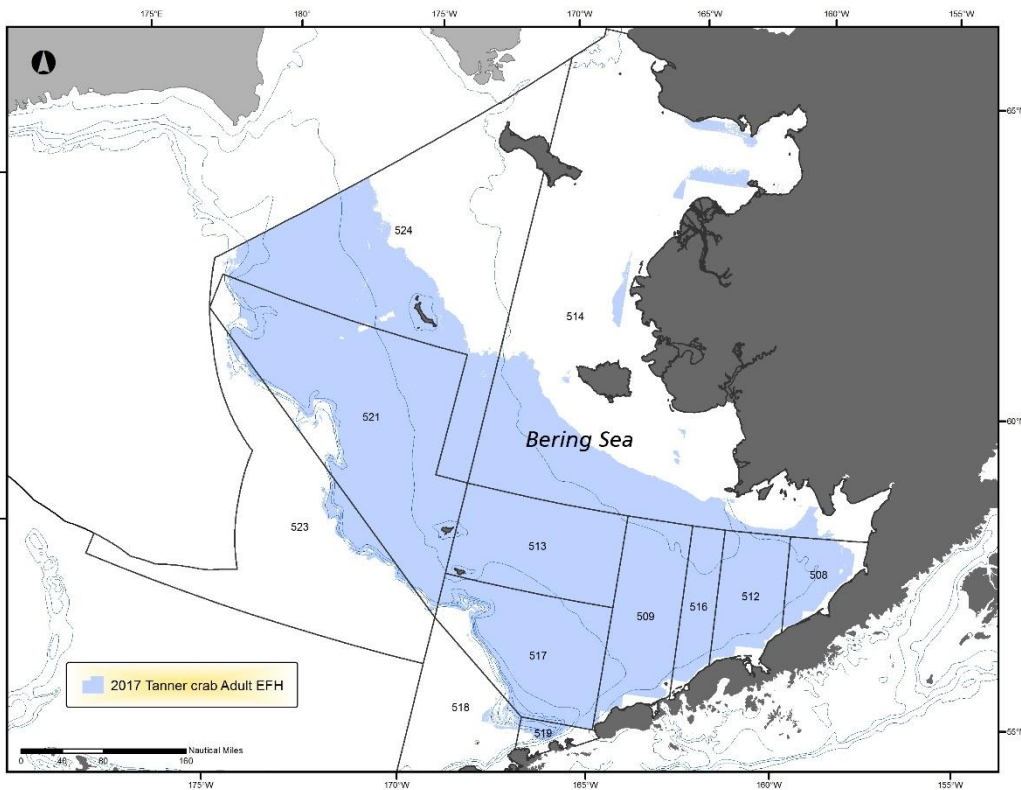 175°E 180° 175°W 170°W 165°W 160°W 155°W
65°N
524
514
60°N
521
Bering Sea
523
513
508
512
516
509
517
2017 Tanner crab Adult EFH
518
519
55°N
Nautical Miles
0 40 80 160
175°W 170°W 165°W 160°W 155°W